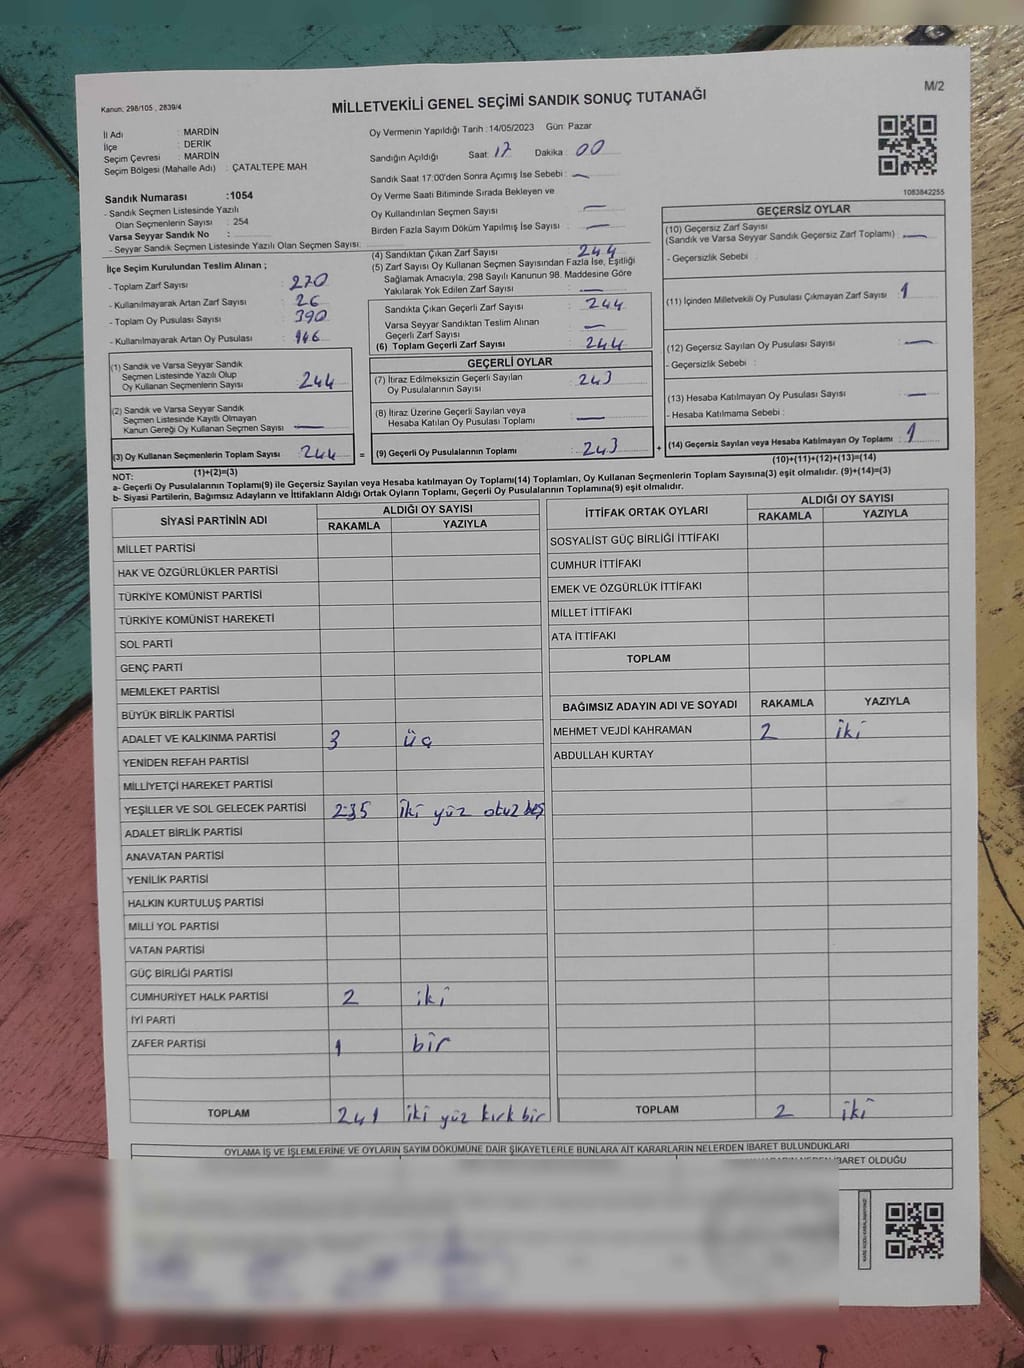 Kanun: 298/105 , 2839/4
MİLLETVEKİLİ GENEL SEÇİMİ SANDIK SONUÇ TUTANAĞI
M/2
İl Adı : MARDİN
İlçe : DERİK
Seçim Çevresi : MARDİN
Seçim Bölgesi (Mahalle Adı) : ÇATALTEPE MAH
Sandık Numarası :1054
- Sandık Seçmen Listesinde Yazılı
Olan Seçmenlerin Sayısı : 254
Varsa Seyyar Sandık No :
- Seyyar Sandık Seçmen Listesinde Yazılı Olan Seçmen Sayısı:
Oy Vermenin Yapıldığı Tarih : 14/05/2023 Gün: Pazar
Sandığın Açıldığı Saat: 17 Dakika : 00
Sandık Saat 17:00'den Sonra Açımış İse Sebebi : —
Oy Verme Saati Bitiminde Sırada Bekleyen ve
Oy Kullandırılan Seçmen Sayısı : —
Birden Fazla Sayım Döküm Yapılmış İse Sayısı : —
1083842255
İlçe Seçim Kurulundan Teslim Alınan ;
- Toplam Zarf Sayısı : 270
- Kullanılmayarak Artan Zarf Sayısı : 26
- Toplam Oy Pusulası Sayısı : 390
- Kullanılmayarak Artan Oy Pusulası : 146
(1) Sandık ve Varsa Seyyar Sandık
Seçmen Listesinde Yazılı Olup
Oy Kullanan Seçmenlerin Sayısı : 244
(2) Sandık ve Varsa Seyyar Sandık
Seçmen Listesinde Kayıtlı Olmayan
Kanun Gereği Oy Kullanan Seçmen Sayısı : —
(3) Oy Kullanan Seçmenlerin Toplam Sayısı : 244
(1)+(2)=(3)
(4) Sandıktan Çıkan Zarf Sayısı : 244
(5) Zarf Sayısı Oy Kullanan Seçmen Sayısından Fazla İse, Eşitliği
Sağlamak Amacıyla, 298 Sayılı Kanunun 98. Maddesine Göre
Yakılarak Yok Edilen Zarf Sayısı : —
Sandıkta Çıkan Geçerli Zarf Sayısı : 244
Varsa Seyyar Sandıktan Teslim Alınan
Geçerli Zarf Sayısı : —
(6) Toplam Geçerli Zarf Sayısı : 244
GEÇERLİ OYLAR
(7) İtiraz Edilmeksizin Geçerli Sayılan
Oy Pusulalarının Sayısı : 243
(8) İtiraz Üzerine Geçerli Sayılan veya
Hesaba Katılan Oy Pusulası Toplamı : —
= (9) Geçerli Oy Pusulalarının Toplamı : 243
GEÇERSİZ OYLAR
(10) Geçersiz Zarf Sayısı
(Sandık ve Varsa Seyyar Sandık Geçersiz Zarf Toplamı) : —
- Geçersizlik Sebebi :
(11) İçinden Milletvekili Oy Pusulası Çıkmayan Zarf Sayısı : 1
(12) Geçersiz Sayılan Oy Pusulası Sayısı : —
- Geçersizlik Sebebi :
(13) Hesaba Katılmayan Oy Pusulası Sayısı : —
- Hesaba Katılmama Sebebi :
+ (14) Geçersiz Sayılan veya Hesaba Katılmayan Oy Toplamı : 1
(10)+(11)+(12)+(13)=(14)
NOT:
a- Geçerli Oy Pusulasının Toplamı(9) ile Geçersiz Sayılan veya Hesaba katılmayan Oy Toplamı(14) Toplamları, Oy Kullanan Seçmenlerin Toplam Sayısına(3) eşit olmalıdır. (9)+(14)=(3)
b- Siyasi Partilerin, Bağımsız Adayların ve İttifakların Aldığı Ortak Oyların Toplamı, Geçerli Oy Pusulalarının Toplamına(9) eşit olmalıdır.
SİYASİ PARTİNİN ADI ALDIĞI OY SAYISI
RAKAMLA YAZIYLA
MİLLET PARTİSİ
HAK VE ÖZGÜRLÜKLER PARTİSİ
TÜRKİYE KOMÜNİST PARTİSİ
TÜRKİYE KOMÜNİST HAREKETİ
SOL PARTİ
GENÇ PARTİ
MEMLEKET PARTİSİ
BÜYÜK BİRLİK PARTİSİ
ADALET VE KALKINMA PARTİSİ 3 üç
YENİDEN REFAH PARTİSİ
MİLLİYETÇİ HAREKET PARTİSİ
YEŞİLLER VE SOL GELECEK PARTİSİ 235 iki yüz otuz beş
ADALET BİRLİK PARTİSİ
ANAVATAN PARTİSİ
YENİLİK PARTİSİ
HALKIN KURTULUŞ PARTİSİ
MİLLİ YOL PARTİSİ
VATAN PARTİSİ
GÜÇ BİRLİĞİ PARTİSİ
CUMHURİYET HALK PARTİSİ 2 iki
İYİ PARTİ
ZAFER PARTİSİ 1 bir
TOPLAM 241 iki yüz kırk bir
İTTİFAK ORTAK OYLARI ALDIĞI OY SAYISI
RAKAMLA YAZIYLA
SOSYALİST GÜÇ BİRLİĞİ İTTİFAKI
CUMHUR İTTİFAKI
EMEK VE ÖZGÜRLÜK İTTİFAKI
MİLLET İTTİFAKI
ATA İTTİFAKI
TOPLAM
BAĞIMSIZ ADAYIN ADI VE SOYADI RAKAMLA YAZIYLA
MEHMET VEJDİ KAHRAMAN 2 iki
ABDULLAH KURTAY
TOPLAM 2 iki
OYLAMA İŞ VE İŞLEMLERİNE VE OYLARIN SAYIM DÖKÜMÜNE DAİR ŞİKAYETLERLE BUNLARA AİT KARARLARIN NELERDEN İBARET BULUNDUKLARI
İBARET OLDUĞU